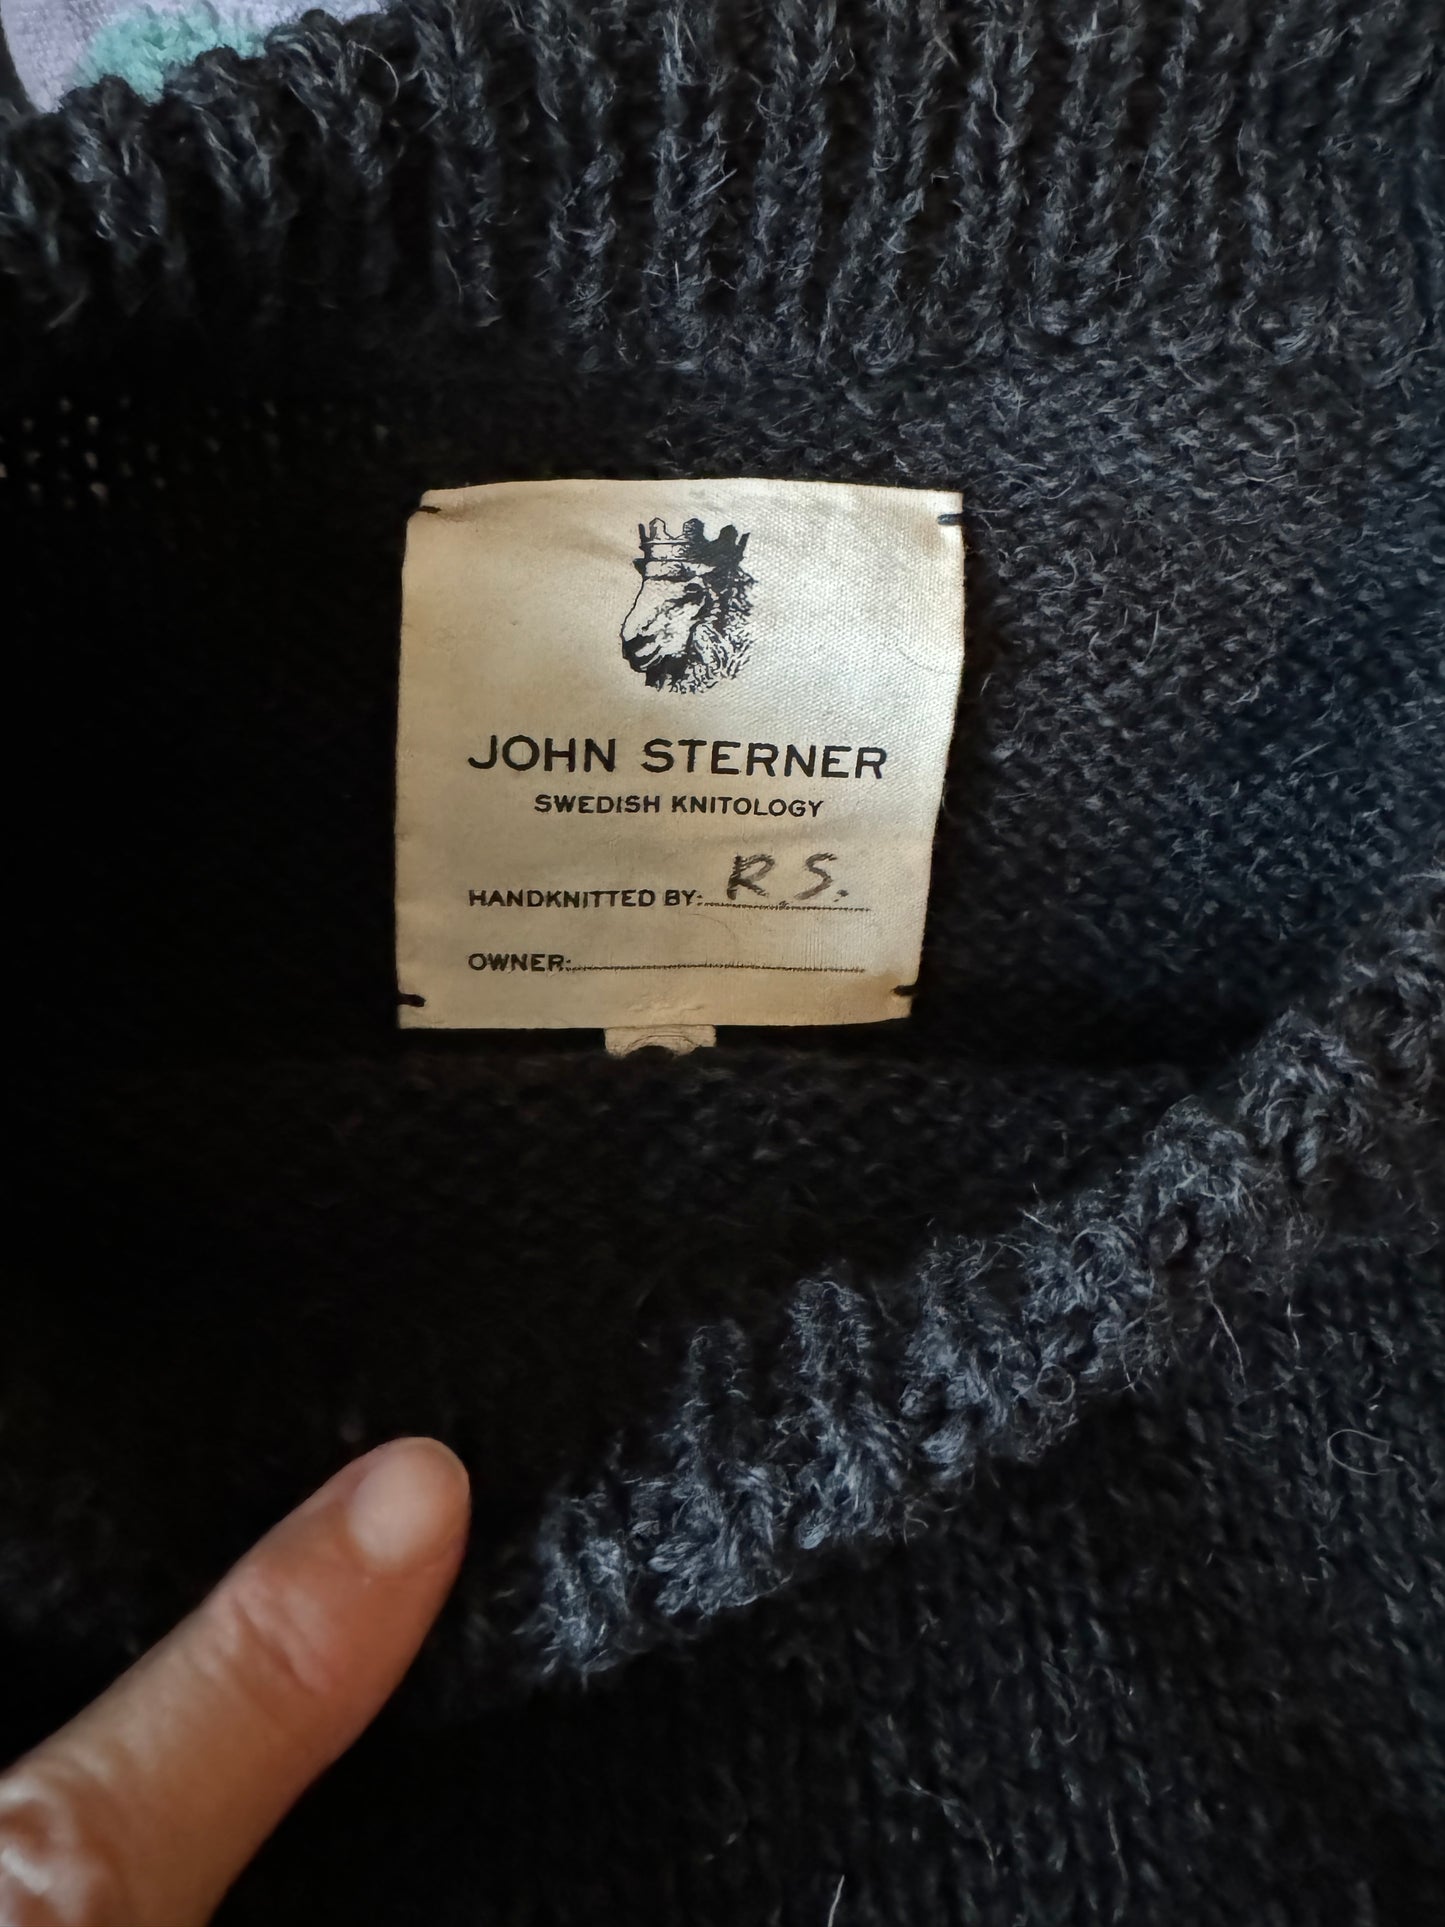 JOHN STERNER
SWEDISH KNITOLOGY
HANDKNITTED BY: R.S.
OWNER: